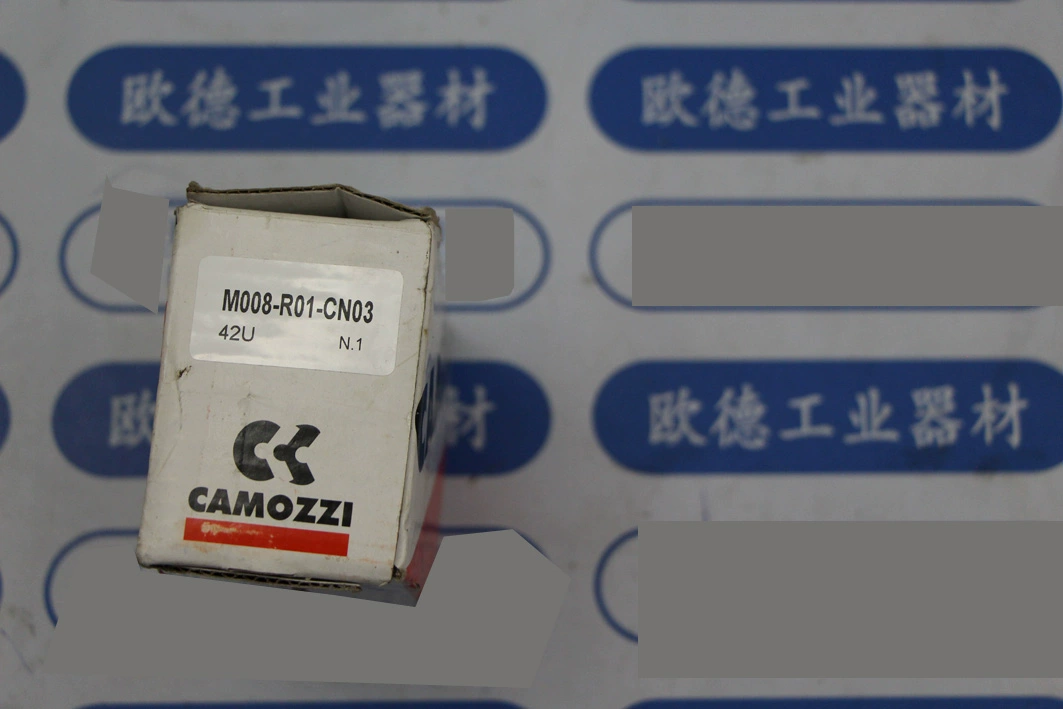 欧德工业器材
欧德工业器材
M008-R01-CN03
42U
N.1
CAMOZZI
欧
材
欧德工业器材